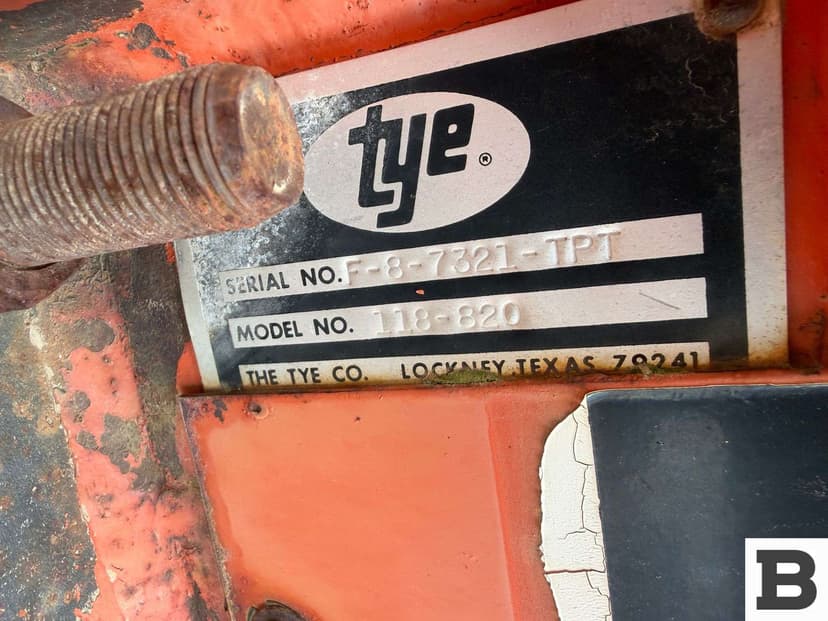 tye ®
SERIAL NO. F-8-7321-TPT
MODEL NO. 118-820
THE TYE CO. LOCKNEY, TEXAS 79241
B